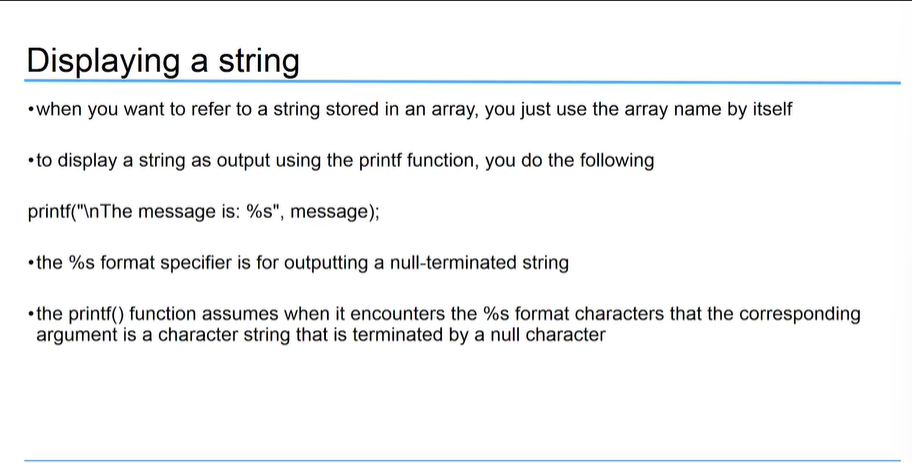 Displaying a string
•when you want to refer to a string stored in an array, you just use the array name by itself
•to display a string as output using the printf function, you do the following
printf("\nThe message is: %s", message);
•the %s format specifier is for outputting a null-terminated string
•the printf() function assumes when it encounters the %s format characters that the corresponding
argument is a character string that is terminated by a null character